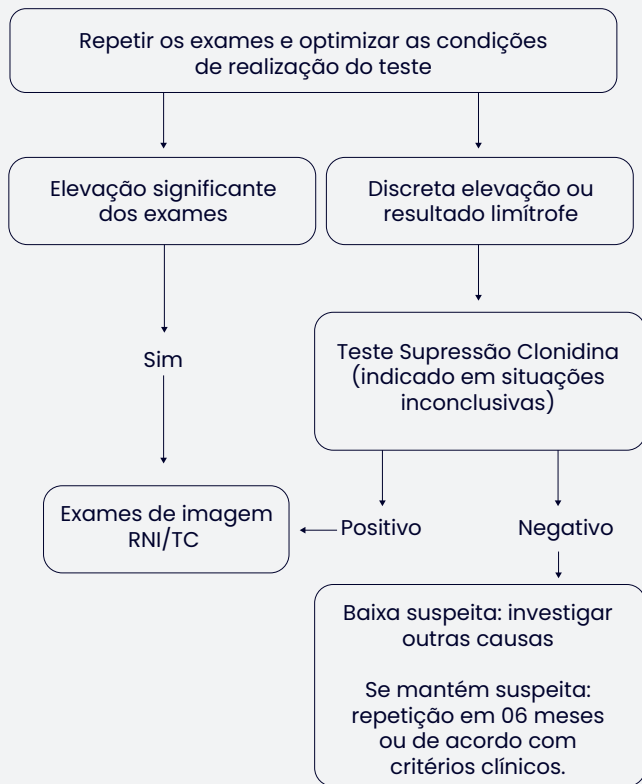 Repetir os exames e optimizar as condições
de realização do teste
Elevação significante
dos exames
Discreta elevação ou
resultado limítrofe
Sim
Teste Supressão Clonidina
(indicado em situações
inconclusivas)
Exames de imagem
RNI/TC
Positivo
Negativo
Baixa suspeita: investigar
outras causas
Se mantém suspeita:
repetição em 06 meses
ou de acordo com
critérios clínicos.